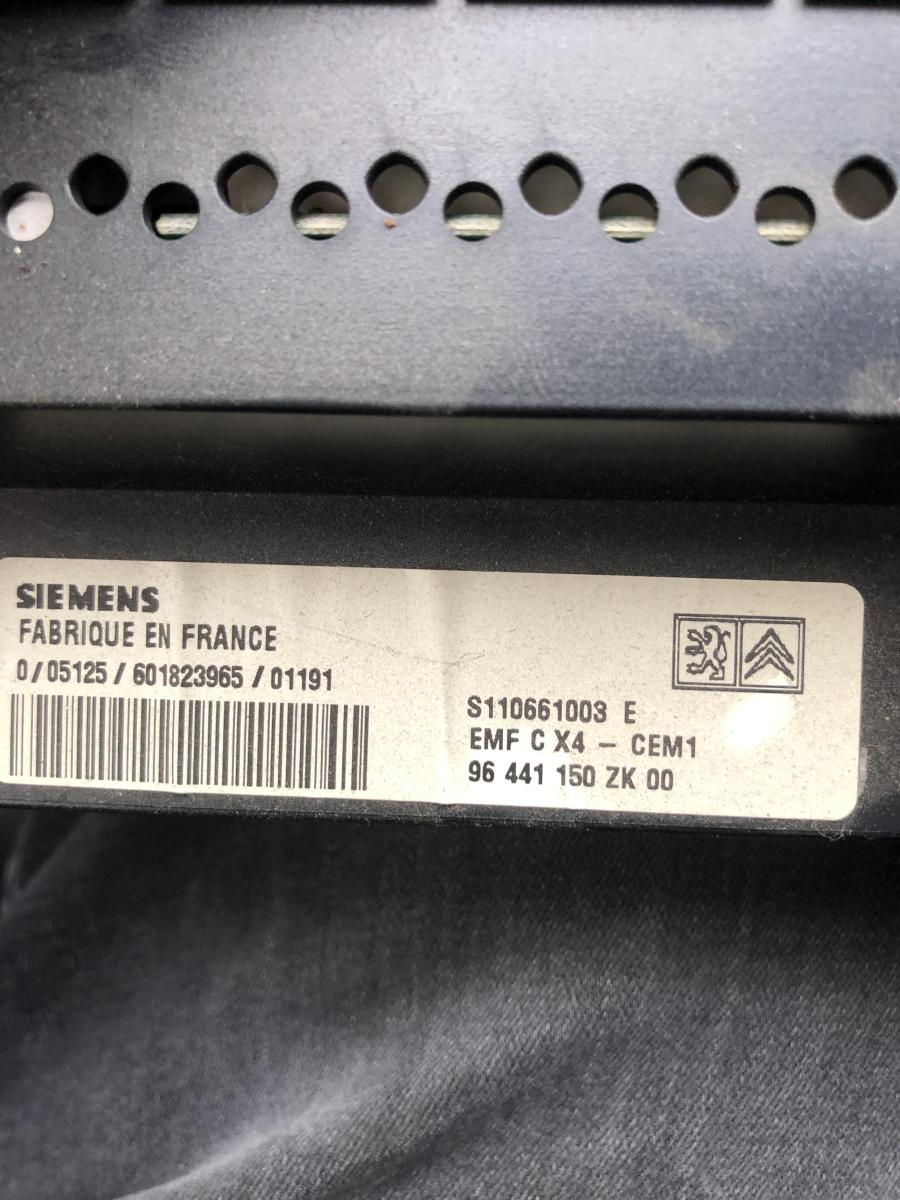 SIEMENS
FABRIQUE EN FRANCE
0/05125/601823965/01191
S110661003 E
EMF C X4 - CEM1
96 441 150 ZK 00